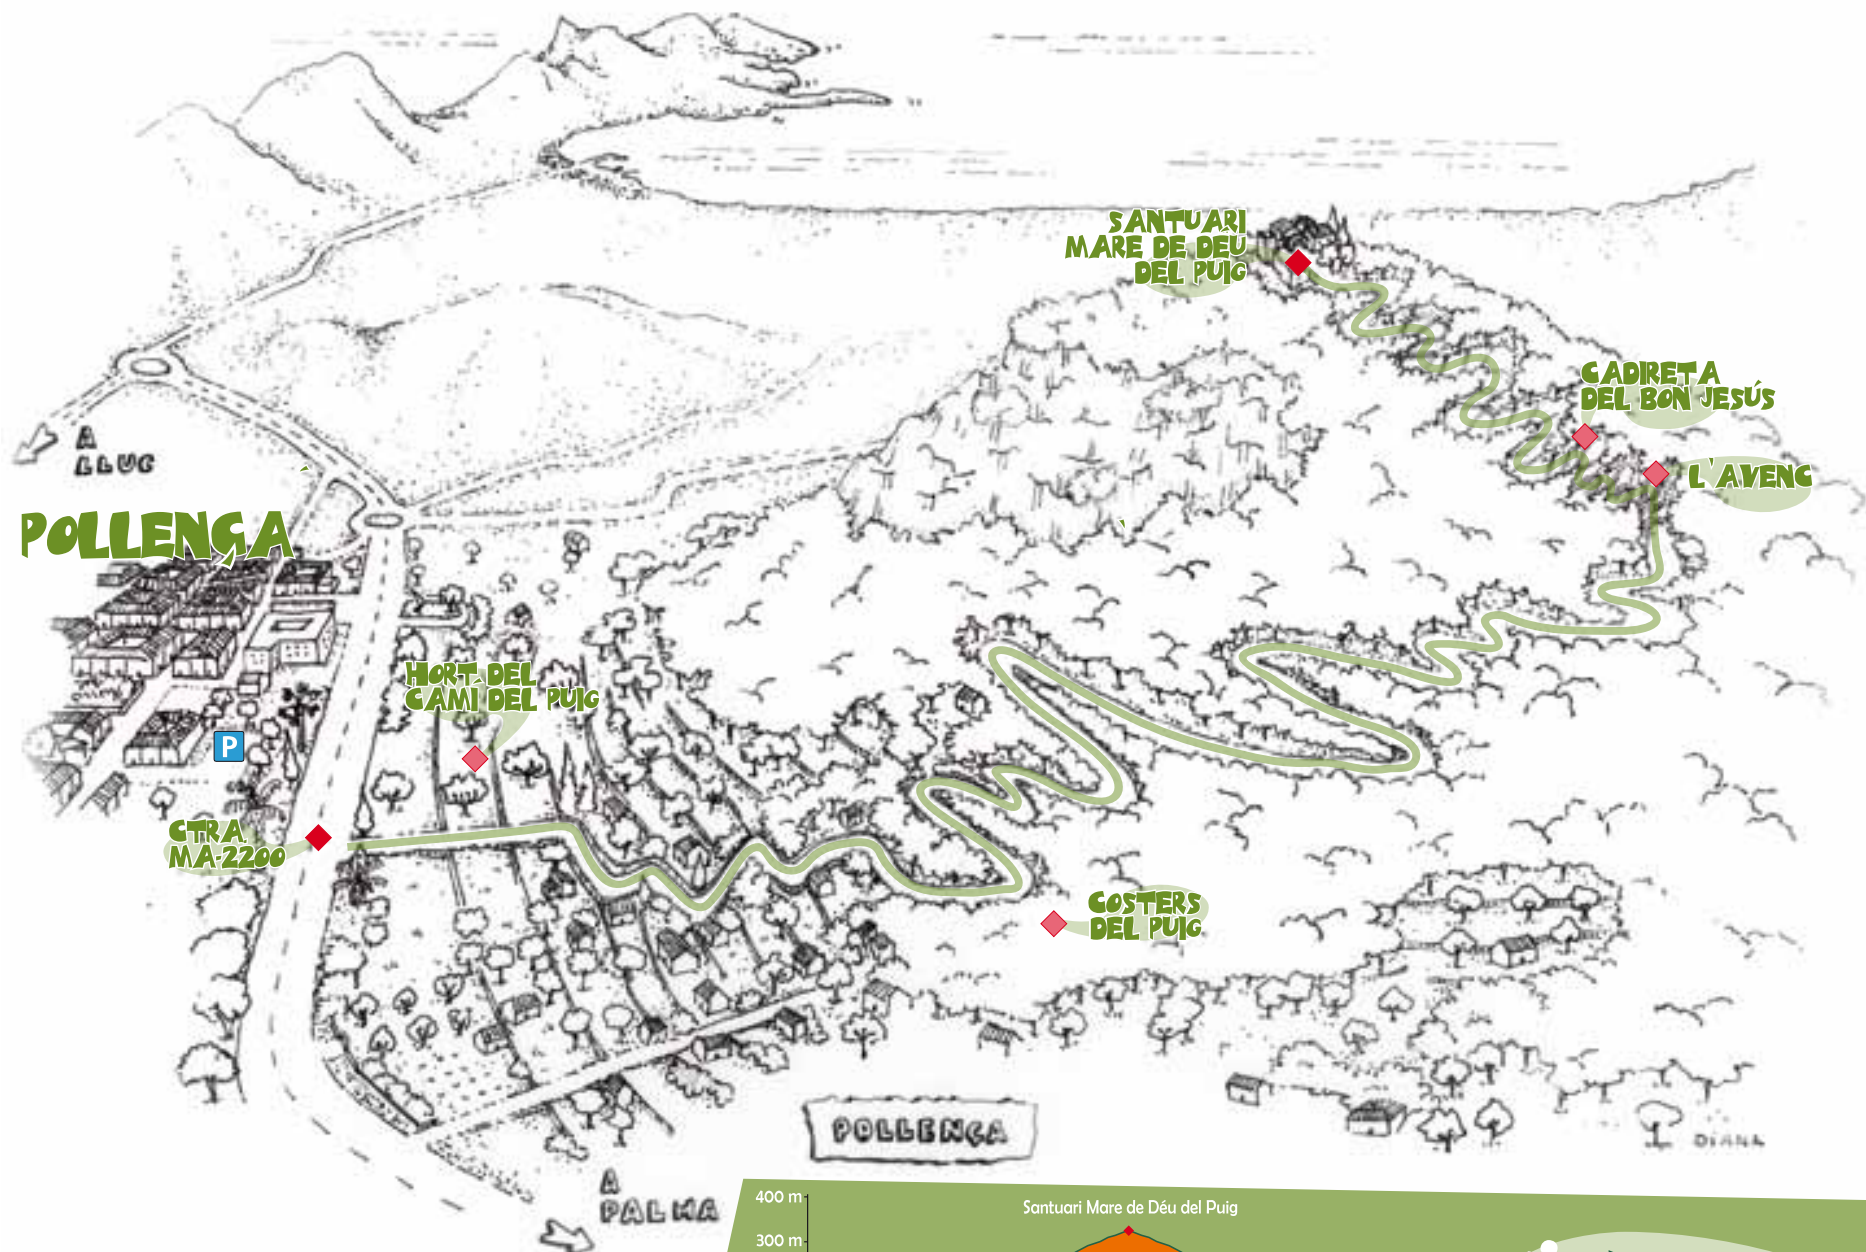 SANTUARI
MARE DE DÉU
DEL PUIG
CADIRETA
DEL BON JESÚS
L'AVENC
A
LLUC
POLLENÇA
HORT DEL
CAMÍ DEL PUIG
P
CTRA.
MA-2200
COSTERS
DEL PUIG
POLLENÇA
DIANA
A
PALMA
400 m
Santuari Mare de Déu del Puig
300 m